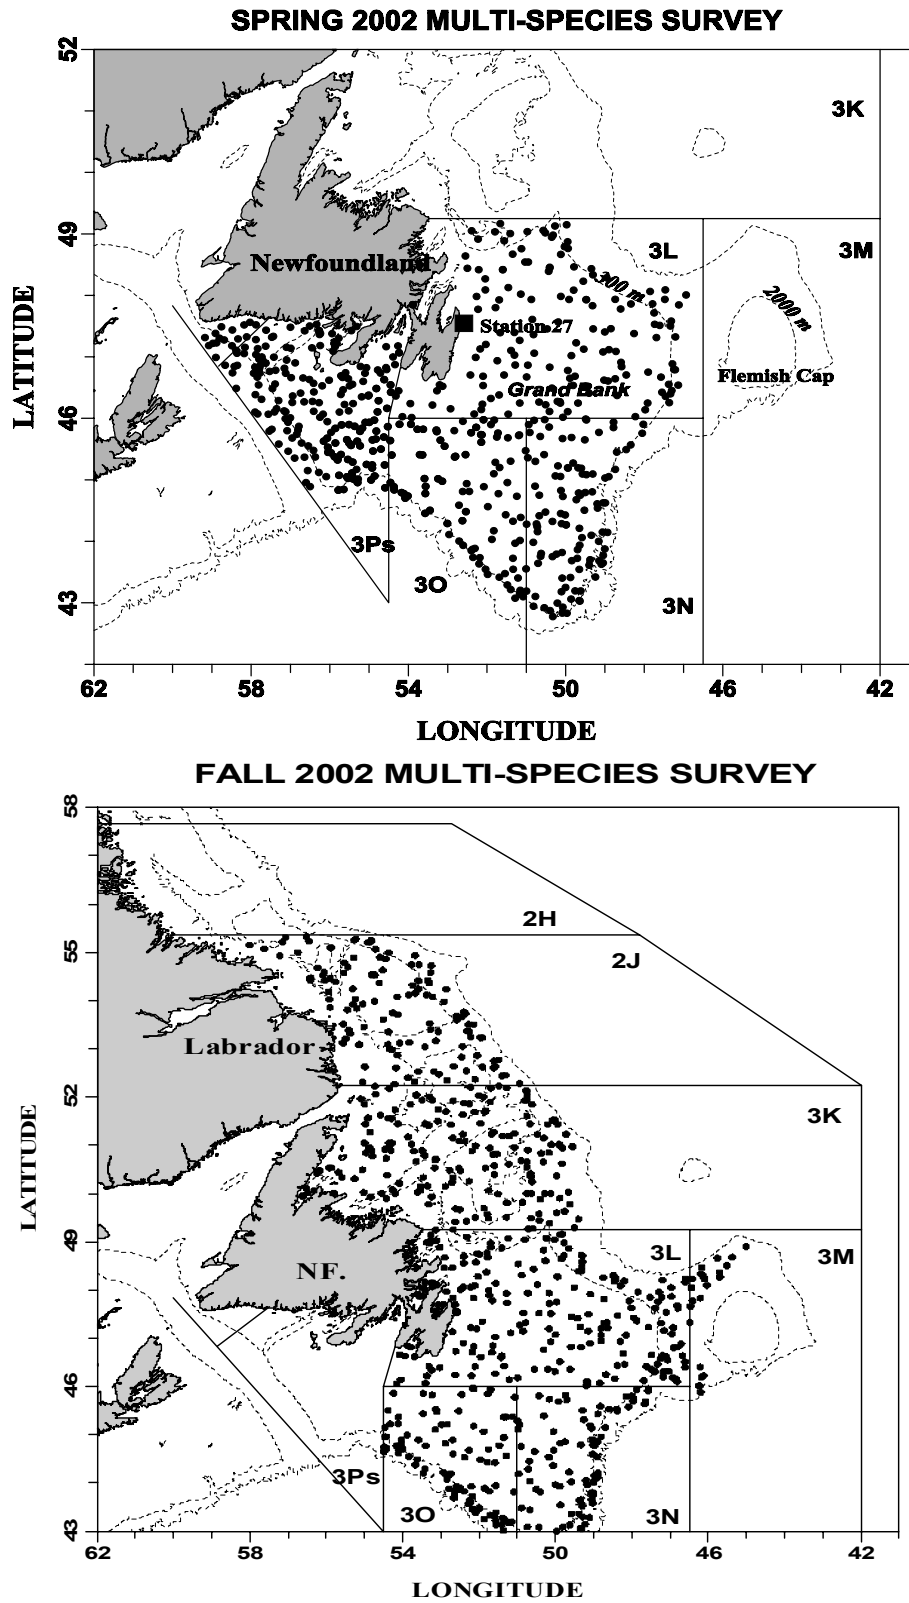 SPRING 2002 MULTI-SPECIES SURVEY
52
3K
49
3L
3M
Newfoundland
300 m
2000 m
Station 27
LATITUDE
Flemish Cap
Grand Bank
46
3Ps
3O
43
3N
62 58 54 50 46 42
LONGITUDE
FALL 2002 MULTI-SPECIES SURVEY
58
2H
55
2J
Labrador
52
3K
LATITUDE
49
3L
3M
NF.
46
3Ps
3O
3N
43
62 58 54 50 46 42
LONGITUDE